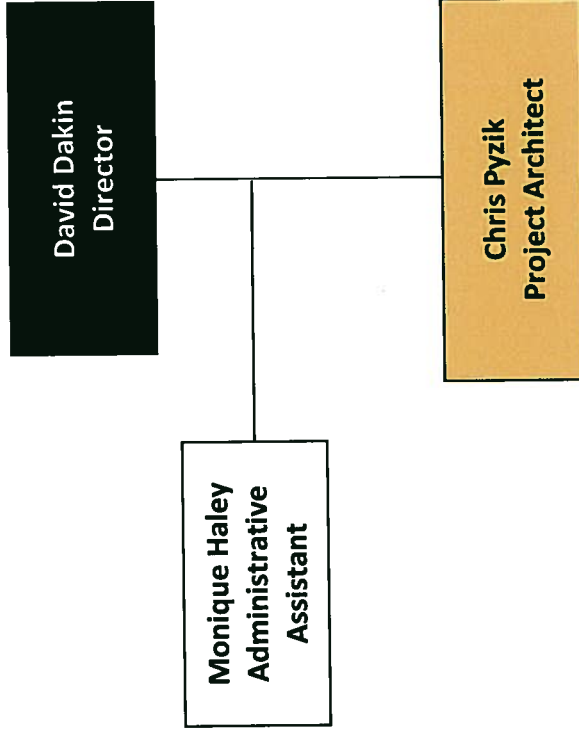 David Dakin
Director
Monique Haley
Administrative
Assistant
Chris Pyzik
Project Architect